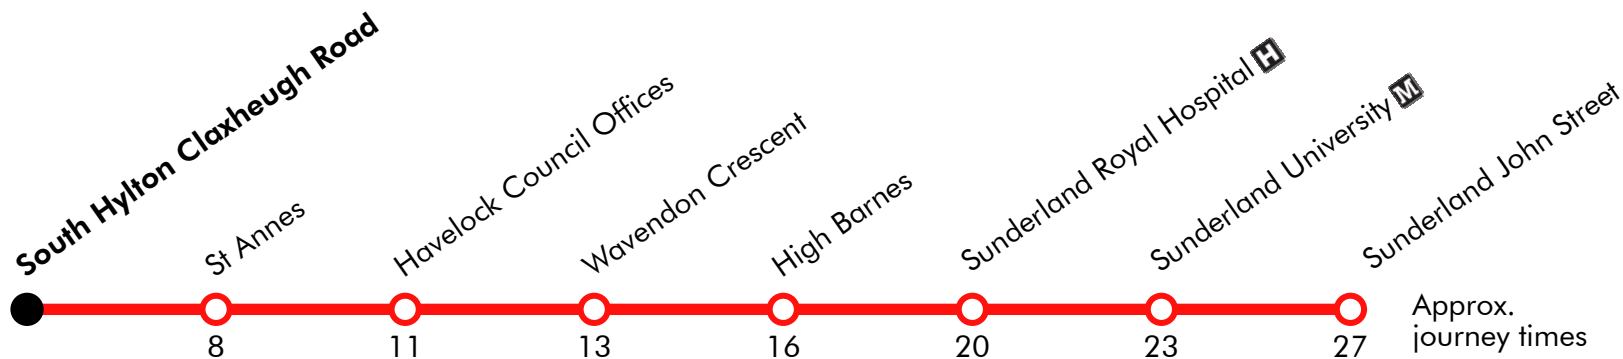 South Hylton Claxheugh Road
St Annes
Havelock Council Offices
Wavendon Crescent
High Barnes
Sunderland Royal Hospital H
Sunderland University M
Sunderland John Street
8
11
13
16
20
23
27
Approx.
journey times